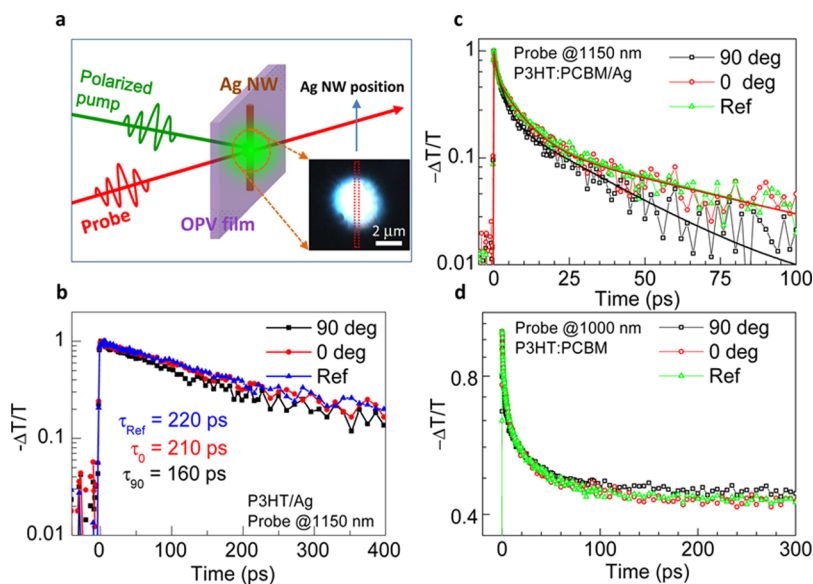 a
Polarized
pump
Ag NW
Ag NW position
Probe
OPV film
2 μm
b
1
0.1
0.01
-ΔT/T
90 deg
0 deg
Ref
τRef = 220 ps
τ0 = 210 ps
τ90 = 160 ps
P3HT/Ag
Probe @1150 nm
0 100 200 300 400
Time (ps)
c
1
0.1
0.01
−ΔT/T
Probe @1150 nm
P3HT:PCBM/Ag
90 deg
0 deg
Ref
0 25 50 75 100
Time (ps)
d
0.8
0.4
−ΔT/T
Probe @1000 nm
P3HT:PCBM
90 deg
0 deg
Ref
0 100 200 300
Time (ps)